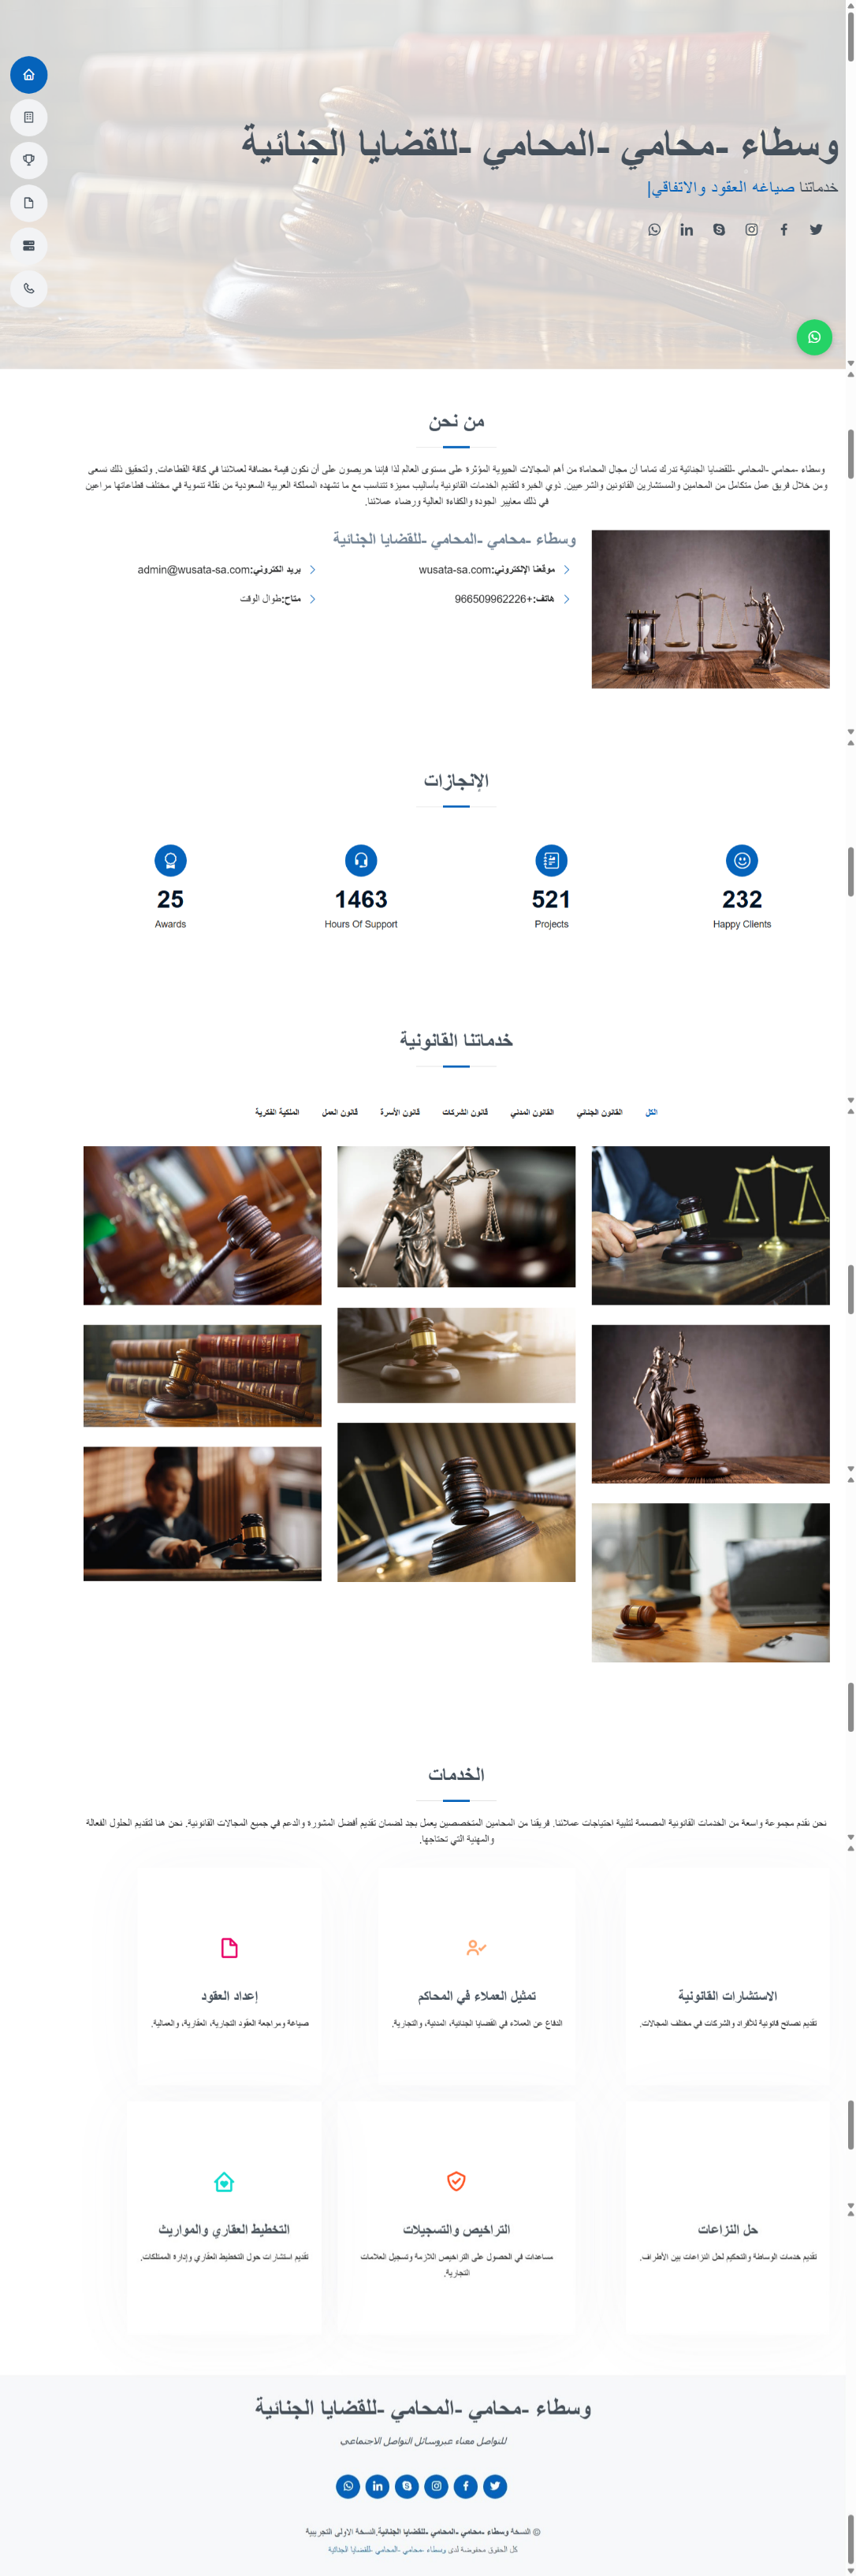 وسطاء -محامي -المحامي -للقضايا الجنائية
خدماتنا صياغه العقود والاتفاقي|
من نحن
وسطاء -محامي -المحامي -للقضايا الجنائية ندرك تماما أن مجال المحاماه من أهم المجالات الحيوية المؤثرة على مستوى العالم لذا فإننا حريصون على أن نكون قيمة مضافة لعملائنا في كافة القطاعات. ولتحقيق ذلك نسعى
ومن خلال فريق عمل متكامل من المحامين والمستشارين القانونين والشرعيين. ذوي الخبرة لتقديم الخدمات القانونية بأساليب مميزة تتناسب مع ما تشهده المملكة العربية السعودية من نقلة تنموية في مختلف قطاعاتها مراعين
في ذلك معايير الجودة والكفاءة العالية ورضاء عملائنا.
وسطاء -محامي -المحامي -للقضايا الجنائية
موقعنا الإلكتروني:wusata-sa.com
بريد الكتروني:admin@wusata-sa.com
هاتف:+966509962226
متاح:طوال الوقت
الإنجازات
232
521
1463
25
Happy Clients
Projects
Hours Of Support
Awards
خدماتنا القانونية
الكل
القانون الجنائي
القانون المدني
قانون الشركات
قانون الأسرة
قانون العمل
الملكية الفكرية
الخدمات
نحن نقدم مجموعة واسعة من الخدمات القانونية المصممة لتلبية احتياجات عملائنا. فريقنا من المحامين المتخصصين يعمل بجد لضمان تقديم أفضل المشورة والدعم في جميع المجالات القانونية. نحن هنا لتقديم الحلول الفعالة
والمهنية التي تحتاجها.
الاستشارات القانونية
تقديم نصائح قانونية للأفراد والشركات في مختلف المجالات.
تمثيل العملاء في المحاكم
الدفاع عن العملاء في القضايا الجنائية، المدنية، والتجارية.
إعداد العقود
صياغة ومراجعة العقود التجارية، العقارية، والعمالية.
حل النزاعات
تقديم خدمات الوساطة والتحكيم لحل النزاعات بين الأطراف.
التراخيص والتسجيلات
مساعدات في الحصول على التراخيص اللازمة وتسجيل العلامات
التجارية.
التخطيط العقاري والمواريث
تقديم استشارات حول التخطيط العقاري وإدارة الممتلكات.
وسطاء -محامي -المحامي -للقضايا الجنائية
للتواصل معناء عبروسائل التواصل الاجتماعي
© النسخة وسطاء -محامي -المحامي -للقضايا الجنائية.النسخة الاولى التجريبية
كل الحقوق محفوضة لدى وسطاء -محامي -المحامي -للقضايا الجنائية